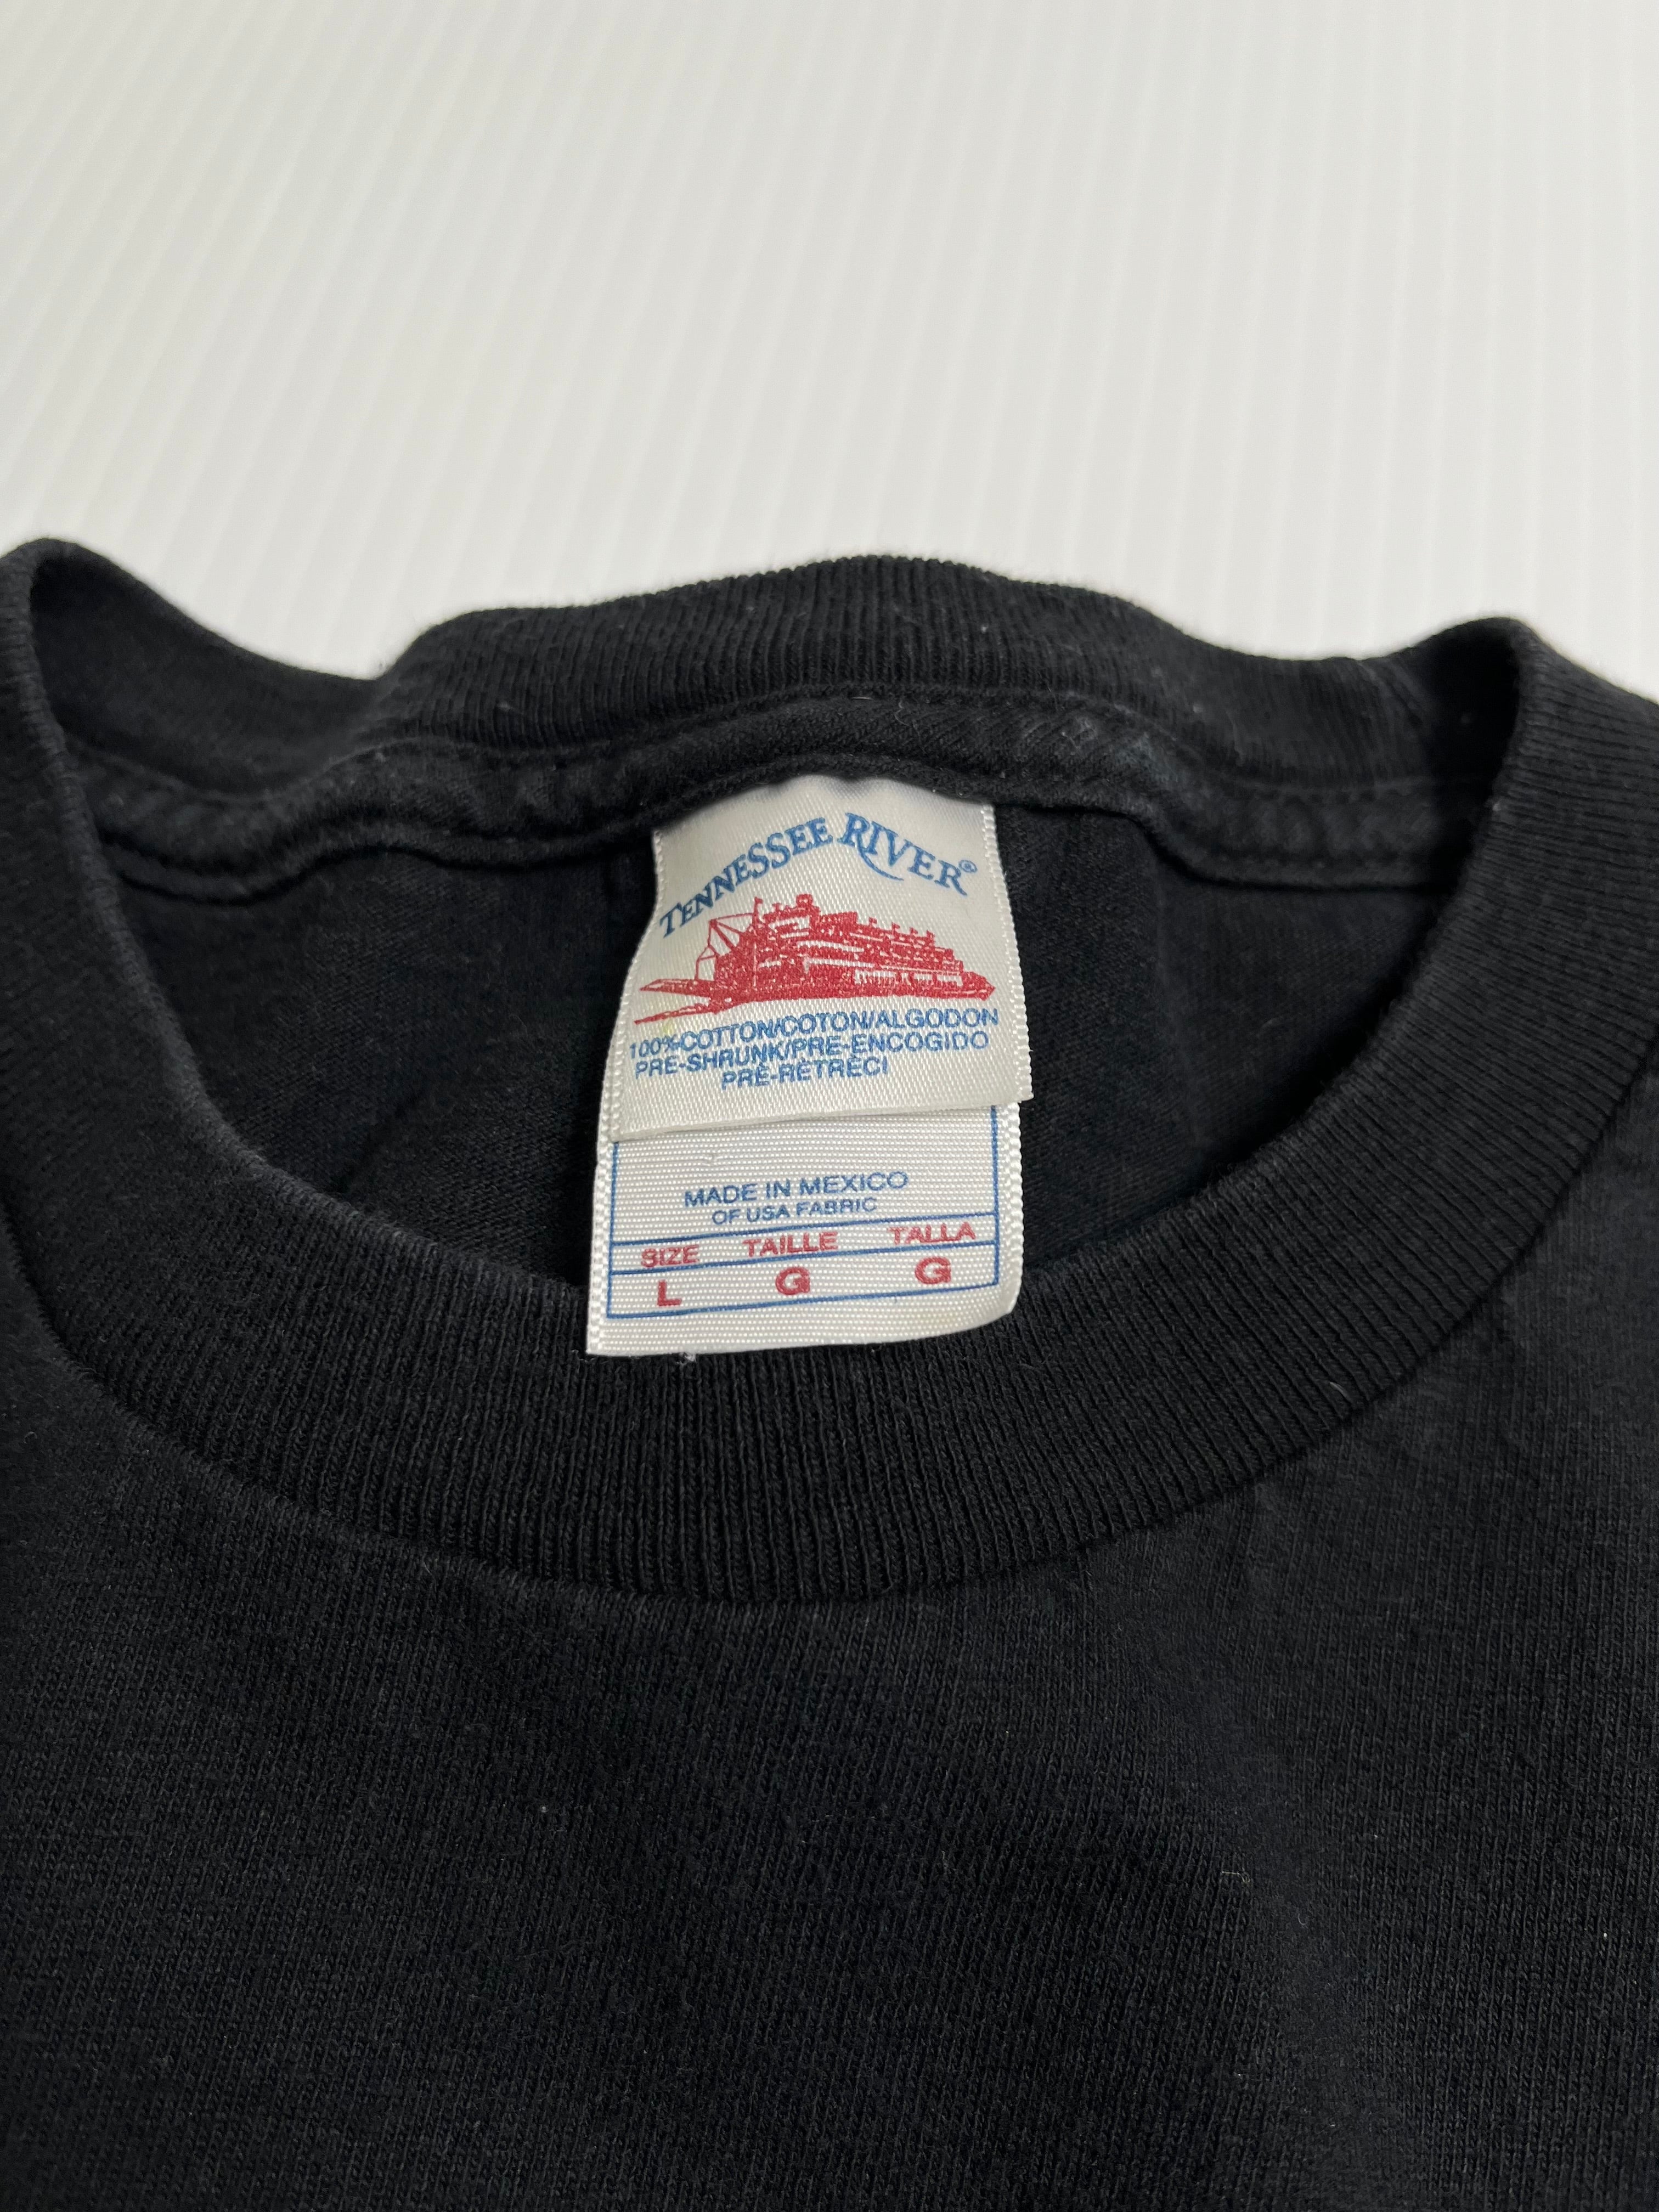 TENNESSEE RIVER®
100% COTTON/COTON/ALGODON
PRE-SHRUNK/PRE-ENCOGIDO
PRÉ-RÉTRÉCI
MADE IN MEXICO
OF USA FABRIC
SIZE TAILLE TALLA
L G G